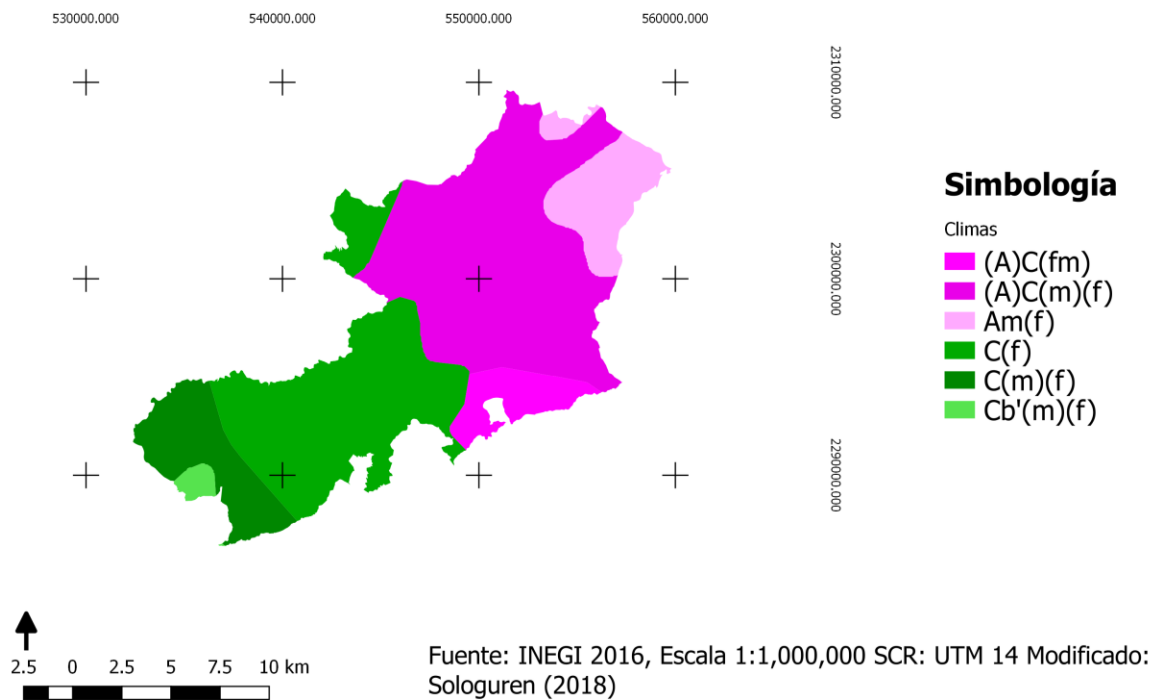 530000.000 540000.000 550000.000 560000.000
2310000.000
2300000.000
2290000.000
Simbología
Climas
(A)C(fm)
(A)C(m)(f)
Am(f)
C(f)
C(m)(f)
Cb'(m)(f)
2.5 0 2.5 5 7.5 10 km
Fuente: INEGI 2016, Escala 1:1,000,000 SCR: UTM 14 Modificado:
Sologuren (2018)